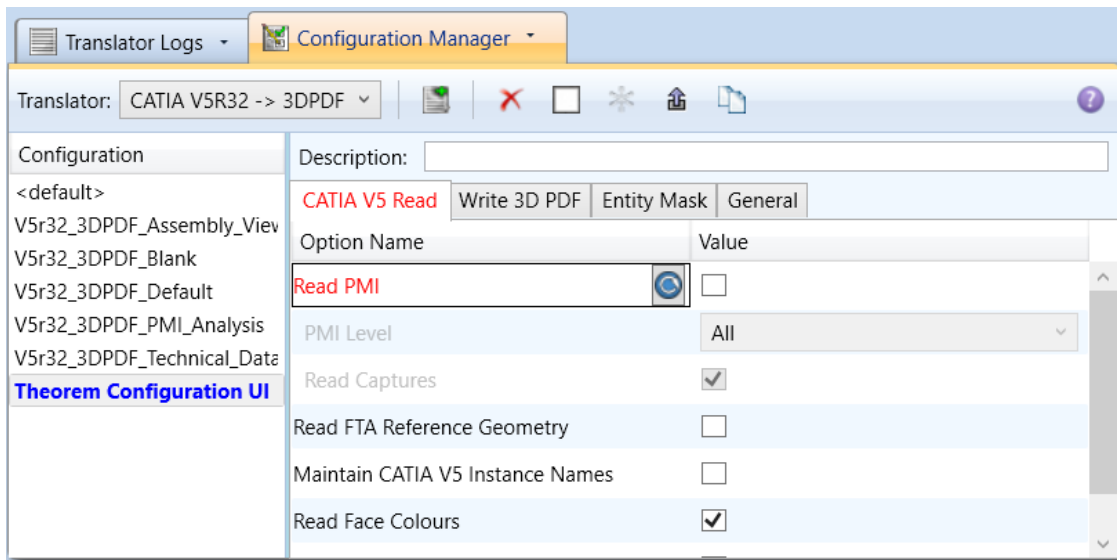 Translator Logs
Configuration Manager
Translator: CATIA V5R32 -> 3DPDF
Configuration
Description:
<default>
V5r32_3DPDF_Assembly_View
V5r32_3DPDF_Blank
V5r32_3DPDF_Default
V5r32_3DPDF_PMI_Analysis
V5r32_3DPDF_Technical_Data
Theorem Configuration UI
CATIA V5 Read
Write 3D PDF
Entity Mask
General
Option Name
Value
Read PMI
PMI Level
All
Read Captures
Read FTA Reference Geometry
Maintain CATIA V5 Instance Names
Read Face Colours